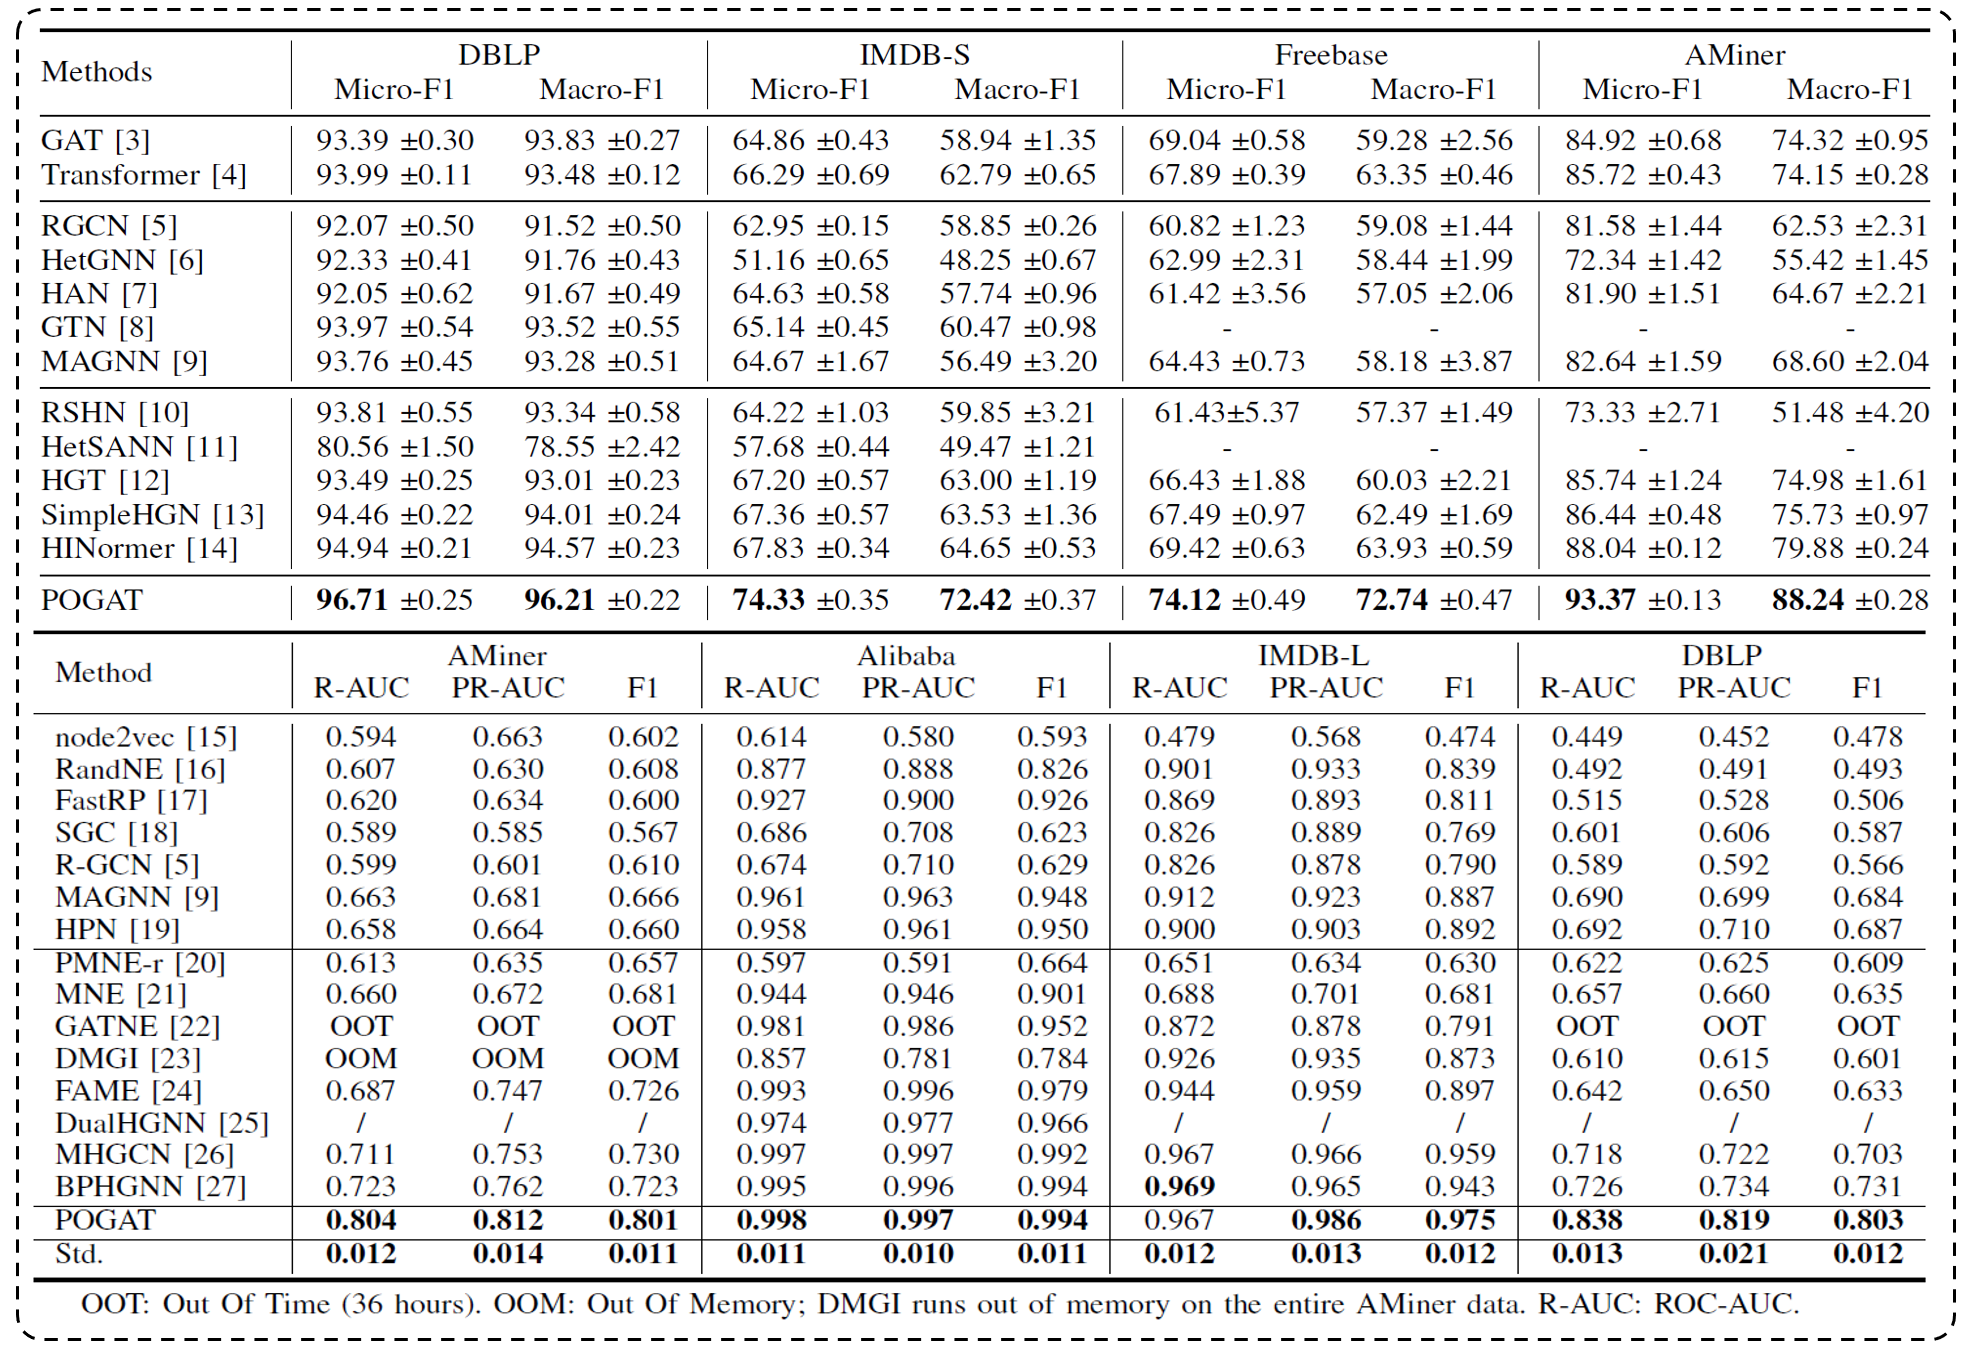 Methods DBLP IMDB-S Freebase AMiner
Micro-F1 Macro-F1 Micro-F1 Macro-F1 Micro-F1 Macro-F1 Micro-F1 Macro-F1
GAT [3] 93.39 ±0.30 93.83 ±0.27 64.86 ±0.43 58.94 ±1.35 69.04 ±0.58 59.28 ±2.56 84.92 ±0.68 74.32 ±0.95
Transformer [4] 93.99 ±0.11 93.48 ±0.12 66.29 ±0.69 62.79 ±0.65 67.89 ±0.39 63.35 ±0.46 85.72 ±0.43 74.15 ±0.28
RGCN [5] 92.07 ±0.50 91.52 ±0.50 62.95 ±0.15 58.85 ±0.26 60.82 ±1.23 59.08 ±1.44 81.58 ±1.44 62.53 ±2.31
HetGNN [6] 92.33 ±0.41 91.76 ±0.43 51.16 ±0.65 48.25 ±0.67 62.99 ±2.31 58.44 ±1.99 72.34 ±1.42 55.42 ±1.45
HAN [7] 92.05 ±0.62 91.67 ±0.49 64.63 ±0.58 57.74 ±0.96 61.42 ±3.56 57.05 ±2.06 81.90 ±1.51 64.67 ±2.21
GTN [8] 93.97 ±0.54 93.52 ±0.55 65.14 ±0.45 60.47 ±0.98 - - - -
MAGNN [9] 93.76 ±0.45 93.28 ±0.51 64.67 ±1.67 56.49 ±3.20 64.43 ±0.73 58.18 ±3.87 82.64 ±1.59 68.60 ±2.04
RSHN [10] 93.81 ±0.55 93.34 ±0.58 64.22 ±1.03 59.85 ±3.21 61.43±5.37 57.37 ±1.49 73.33 ±2.71 51.48 ±4.20
HetSANN [11] 80.56 ±1.50 78.55 ±2.42 57.68 ±0.44 49.47 ±1.21 - - - -
HGT [12] 93.49 ±0.25 93.01 ±0.23 67.20 ±0.57 63.00 ±1.19 66.43 ±1.88 60.03 ±2.21 85.74 ±1.24 74.98 ±1.61
SimpleHGN [13] 94.46 ±0.22 94.01 ±0.24 67.36 ±0.57 63.53 ±1.36 67.49 ±0.97 62.49 ±1.69 86.44 ±0.48 75.73 ±0.97
HINormer [14] 94.94 ±0.21 94.57 ±0.23 67.83 ±0.34 64.65 ±0.53 69.42 ±0.63 63.93 ±0.59 88.04 ±0.12 79.88 ±0.24
POGAT 96.71 ±0.25 96.21 ±0.22 74.33 ±0.35 72.42 ±0.37 74.12 ±0.49 72.74 ±0.47 93.37 ±0.13 88.24 ±0.28
Method AMiner Alibaba IMDB-L DBLP
R-AUC PR-AUC F1 R-AUC PR-AUC F1 R-AUC PR-AUC F1 R-AUC PR-AUC F1
node2vec [15] 0.594 0.663 0.602 0.614 0.580 0.593 0.479 0.568 0.474 0.449 0.452 0.478
RandNE [16] 0.607 0.630 0.608 0.877 0.888 0.826 0.901 0.933 0.839 0.492 0.491 0.493
FastRP [17] 0.620 0.634 0.600 0.927 0.900 0.926 0.869 0.893 0.811 0.515 0.528 0.506
SGC [18] 0.589 0.585 0.567 0.686 0.708 0.623 0.826 0.889 0.769 0.601 0.606 0.587
R-GCN [5] 0.599 0.601 0.610 0.674 0.710 0.629 0.826 0.878 0.790 0.589 0.592 0.566
MAGNN [9] 0.663 0.681 0.666 0.961 0.963 0.948 0.912 0.923 0.887 0.690 0.699 0.684
HPN [19] 0.658 0.664 0.660 0.958 0.961 0.950 0.900 0.903 0.892 0.692 0.710 0.687
PMNE-r [20] 0.613 0.635 0.657 0.597 0.591 0.664 0.651 0.634 0.630 0.622 0.625 0.609
MNE [21] 0.660 0.672 0.681 0.944 0.946 0.901 0.688 0.701 0.681 0.657 0.660 0.635
GATNE [22] OOT OOT OOT 0.981 0.986 0.952 0.872 0.878 0.791 OOT OOT OOT
DMGI [23] OOM OOM OOM 0.857 0.781 0.784 0.926 0.935 0.873 0.610 0.615 0.601
FAME [24] 0.687 0.747 0.726 0.993 0.996 0.979 0.944 0.959 0.897 0.642 0.650 0.633
DualHGNN [25] / / / 0.974 0.977 0.966 / / / / / /
MHGCN [26] 0.711 0.753 0.730 0.997 0.997 0.992 0.967 0.966 0.959 0.718 0.722 0.703
BPHGNN [27] 0.723 0.762 0.723 0.995 0.996 0.994 0.969 0.965 0.943 0.726 0.734 0.731
POGAT 0.804 0.812 0.801 0.998 0.997 0.994 0.967 0.986 0.975 0.838 0.819 0.803
Std. 0.012 0.014 0.011 0.011 0.010 0.011 0.012 0.013 0.012 0.013 0.021 0.012
OOT: Out Of Time (36 hours). OOM: Out Of Memory; DMGI runs out of memory on the entire AMiner data. R-AUC: ROC-AUC.